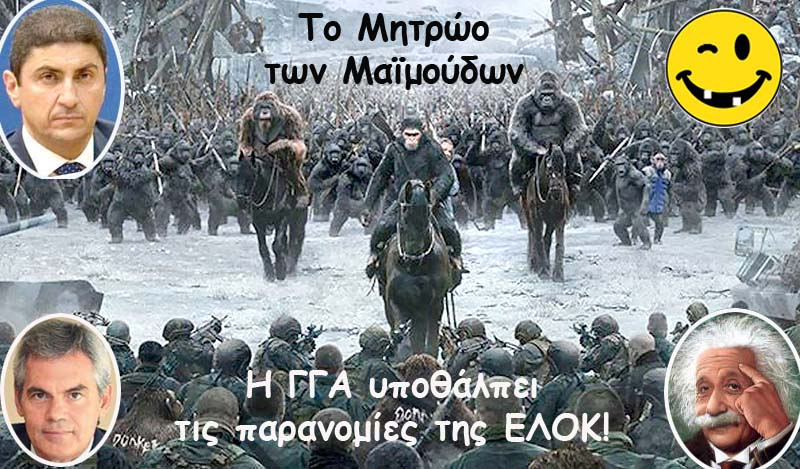 Το Μητρώο
των Μαϊμούδων
Η ΓΓΑ υποθάλπει
τις παρανομίες της ΕΛΟΚ!